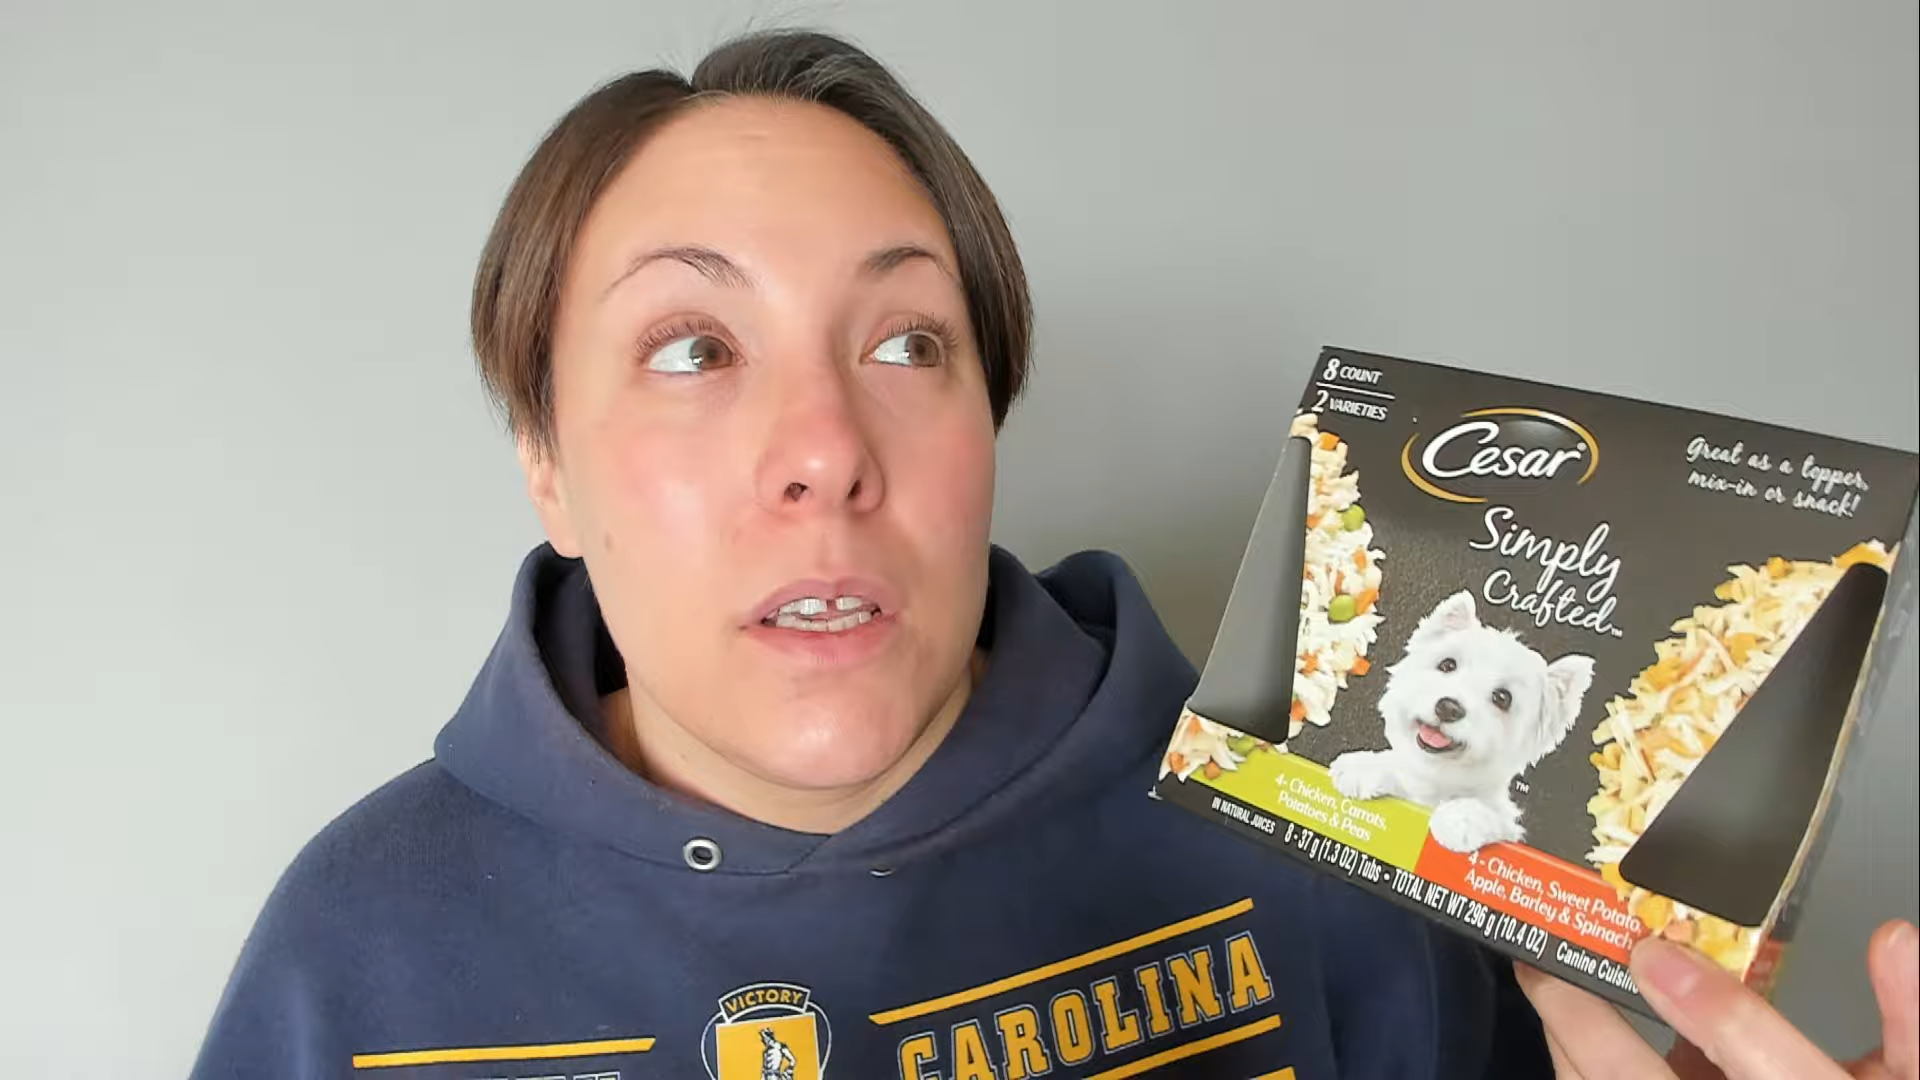 8 COUNT
2 VARIETIES
Cesar®
Great as a topper,
mix-in or snack!
Simply
Crafted™
TM
4- Chicken, Carrots,
Potatoes & Peas
4- Chicken, Sweet Potato,
Apple, Barley & Spinach
IN NATURAL JUICES 8 - 37 g (1.3 OZ) Tubs • TOTAL NET WT 296 g (10.4 OZ) Canine Cuisine
VICTORY
CAROLINA